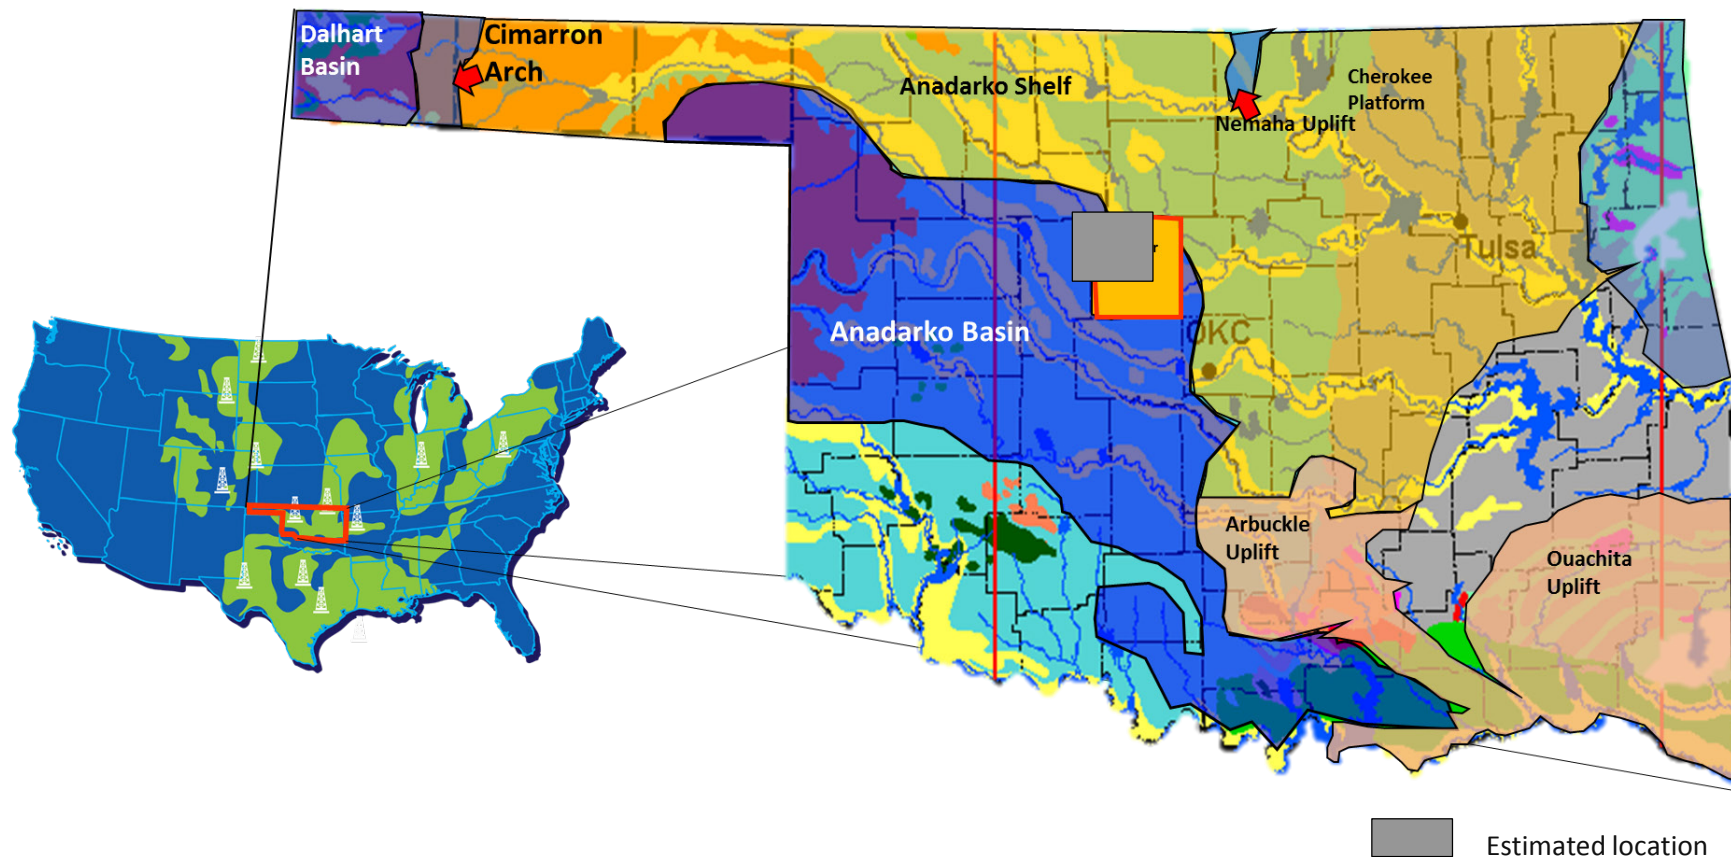 Dalhart
Basin
Cimarron
Arch
Anadarko Shelf
Cherokee
Platform
Nemaha Uplift
Tulsa
r
Anadarko Basin
OKC
Arbuckle
Uplift
Ouachita
Uplift
Estimated location